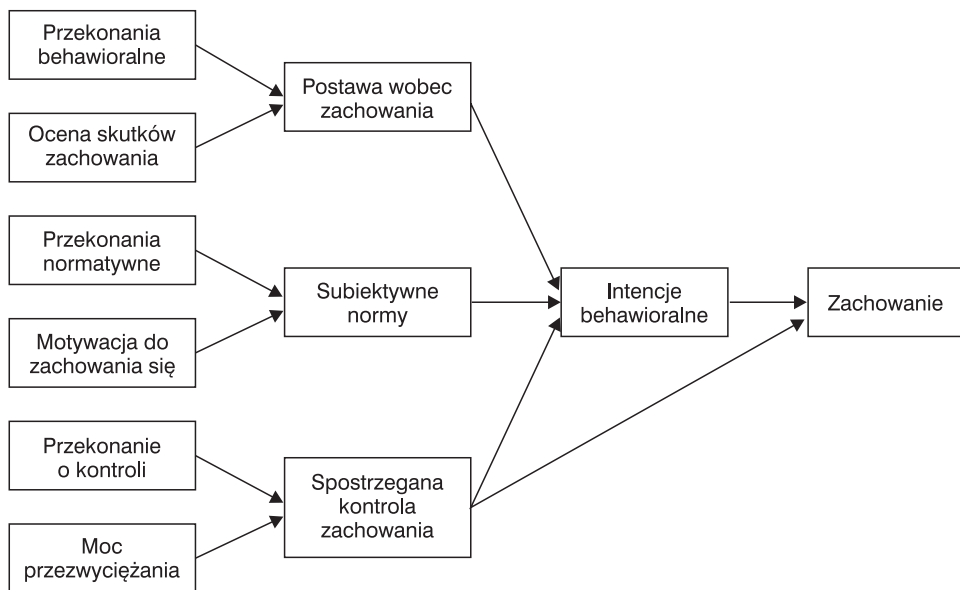 Przekonania
behawioralne
Ocena skutków
zachowania
Postawa wobec
zachowania
Przekonania
normatywne
Motywacja do
zachowania się
Subiektywne
normy
Intencje
behawioralne
Zachowanie
Przekonanie
o kontroli
Moc
przezwyciężania
Spostrzegana
kontrola
zachowania